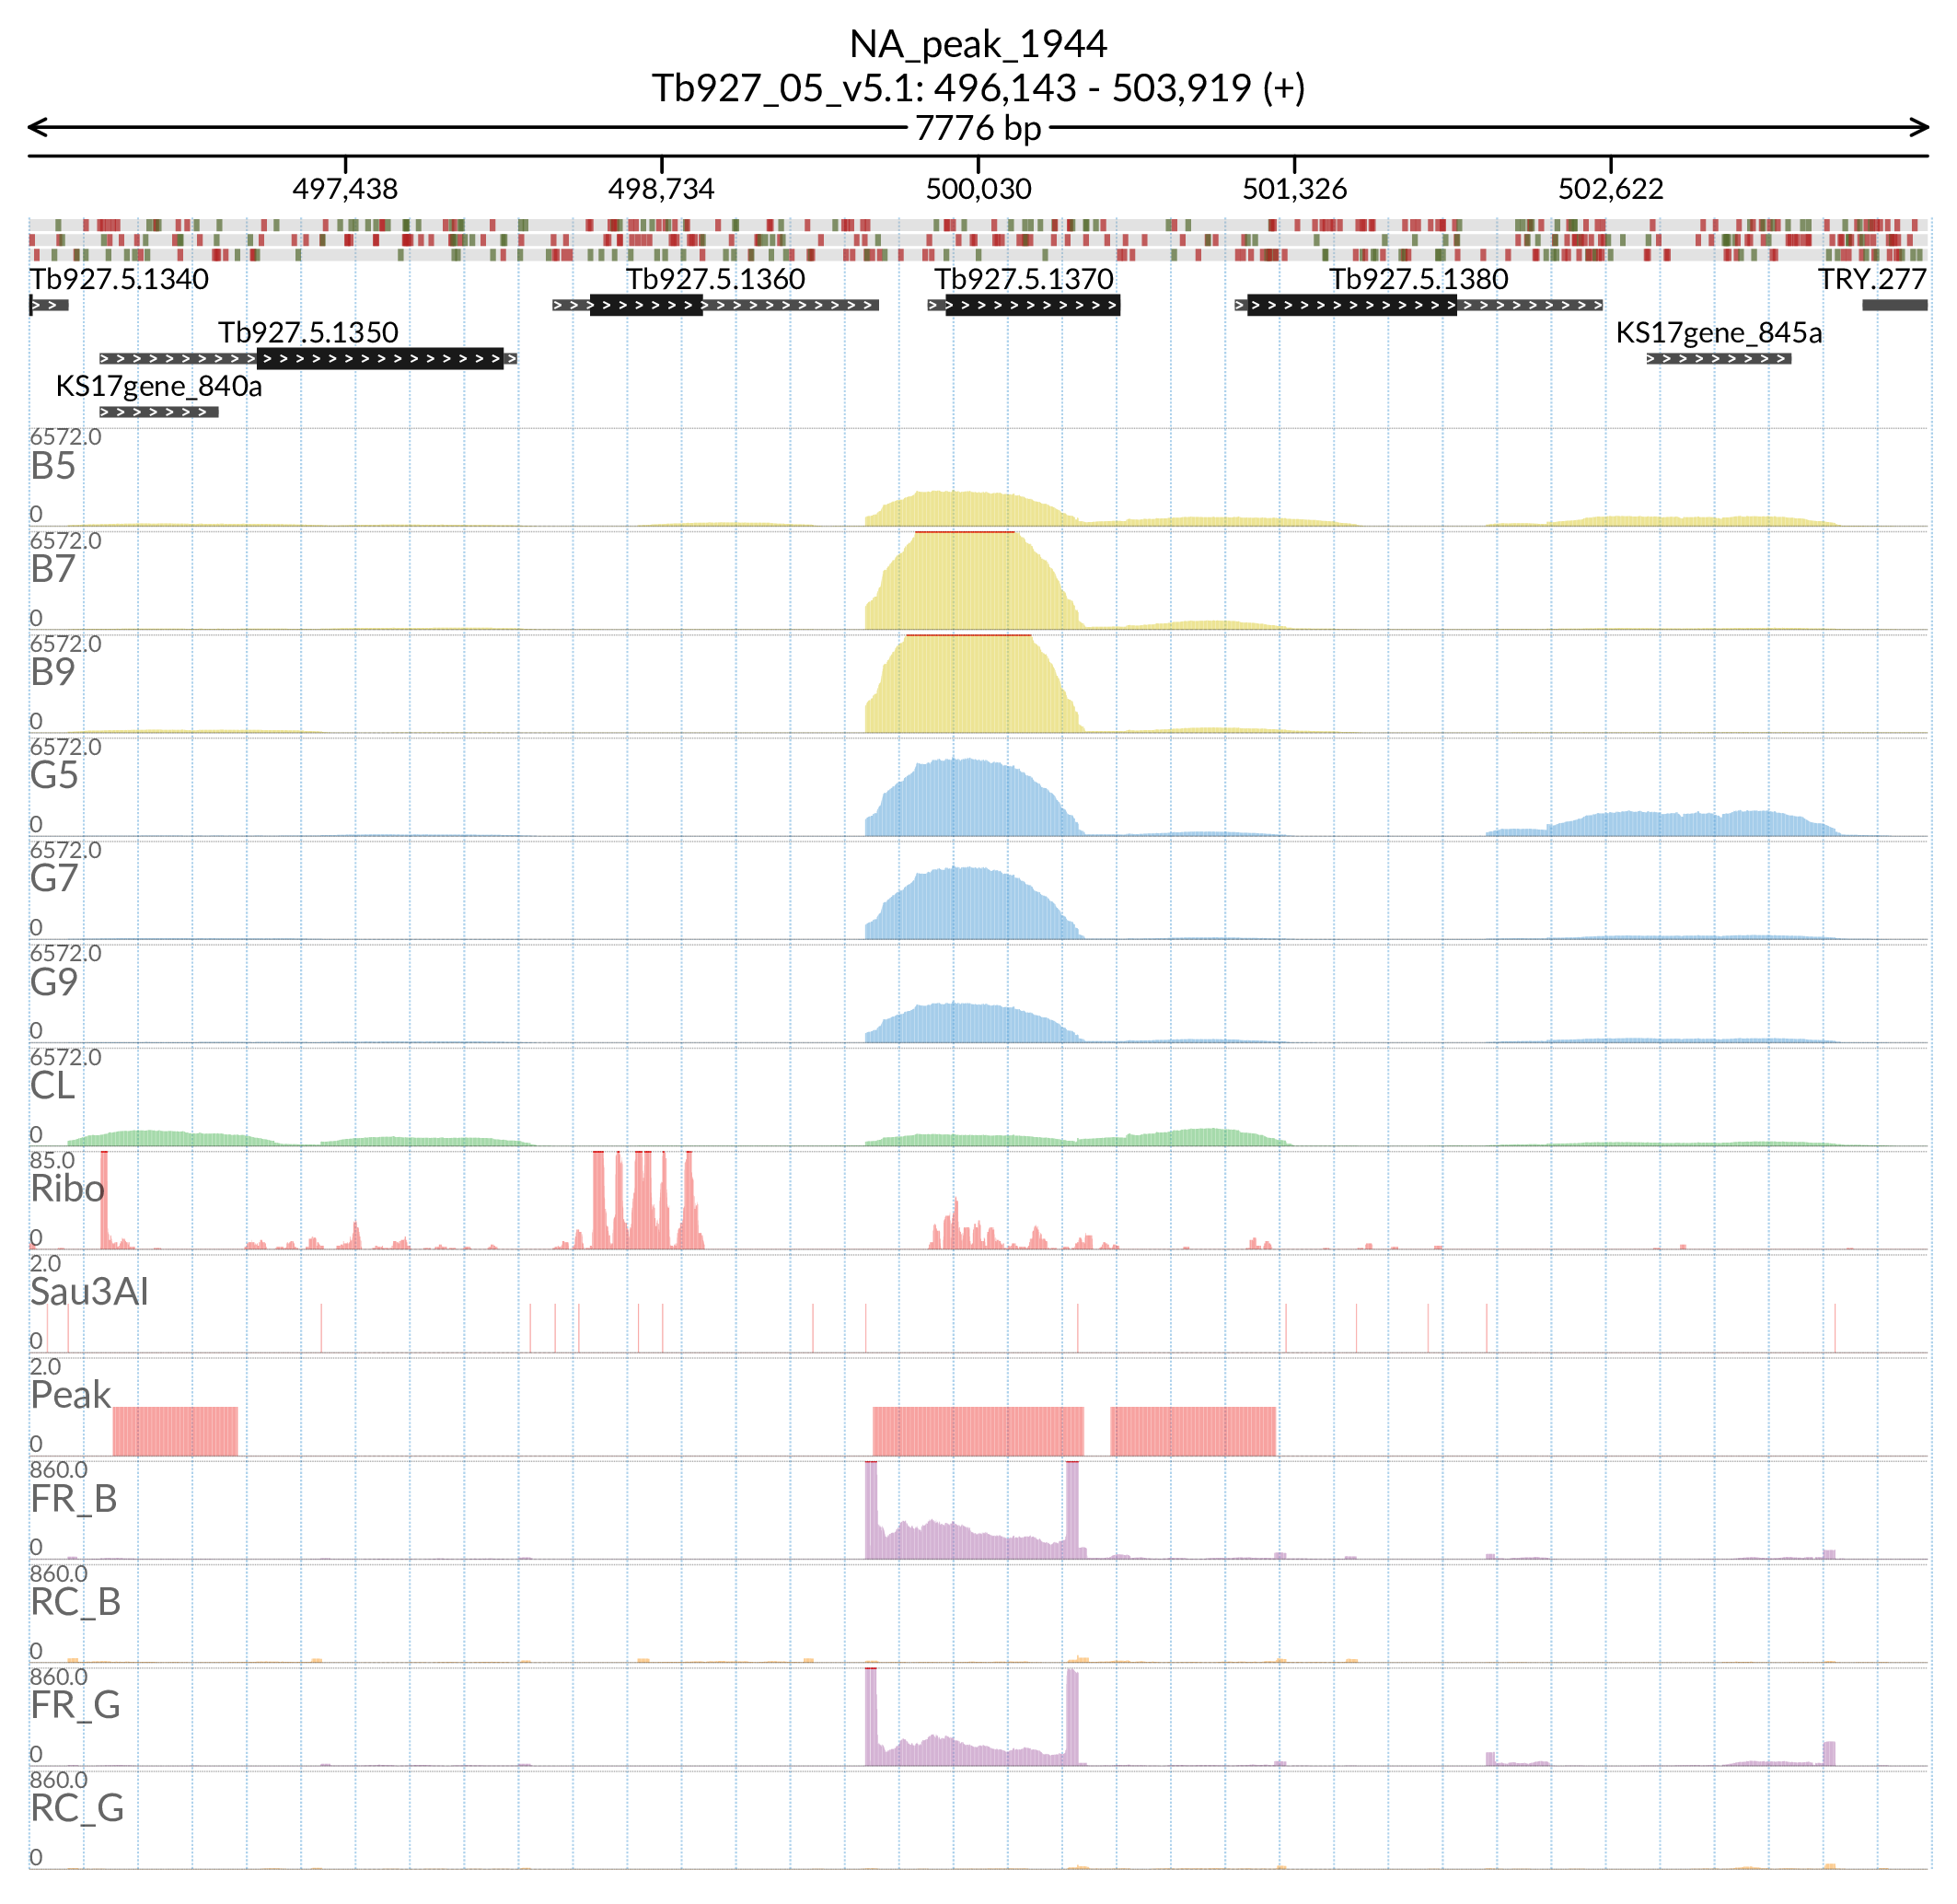 NA_peak_1944
Tb927_05_v5.1: 496,143 - 503,919 (+)
7776 bp
497,438 498,734 500,030 501,326 502,622
Tb927.5.1340 Tb927.5.1360 Tb927.5.1370 Tb927.5.1380 TRY.277
Tb927.5.1350 KS17gene_845a
KS17gene_840a
6572.0
B5
0
6572.0
B7
0
6572.0
B9
0
6572.0
G5
0
6572.0
G7
0
6572.0
G9
0
6572.0
CL
0
85.0
Ribo
0
2.0
Sau3AI
0
2.0
Peak
0
860.0
FR_B
0
860.0
RC_B
0
860.0
FR_G
0
860.0
RC_G
0